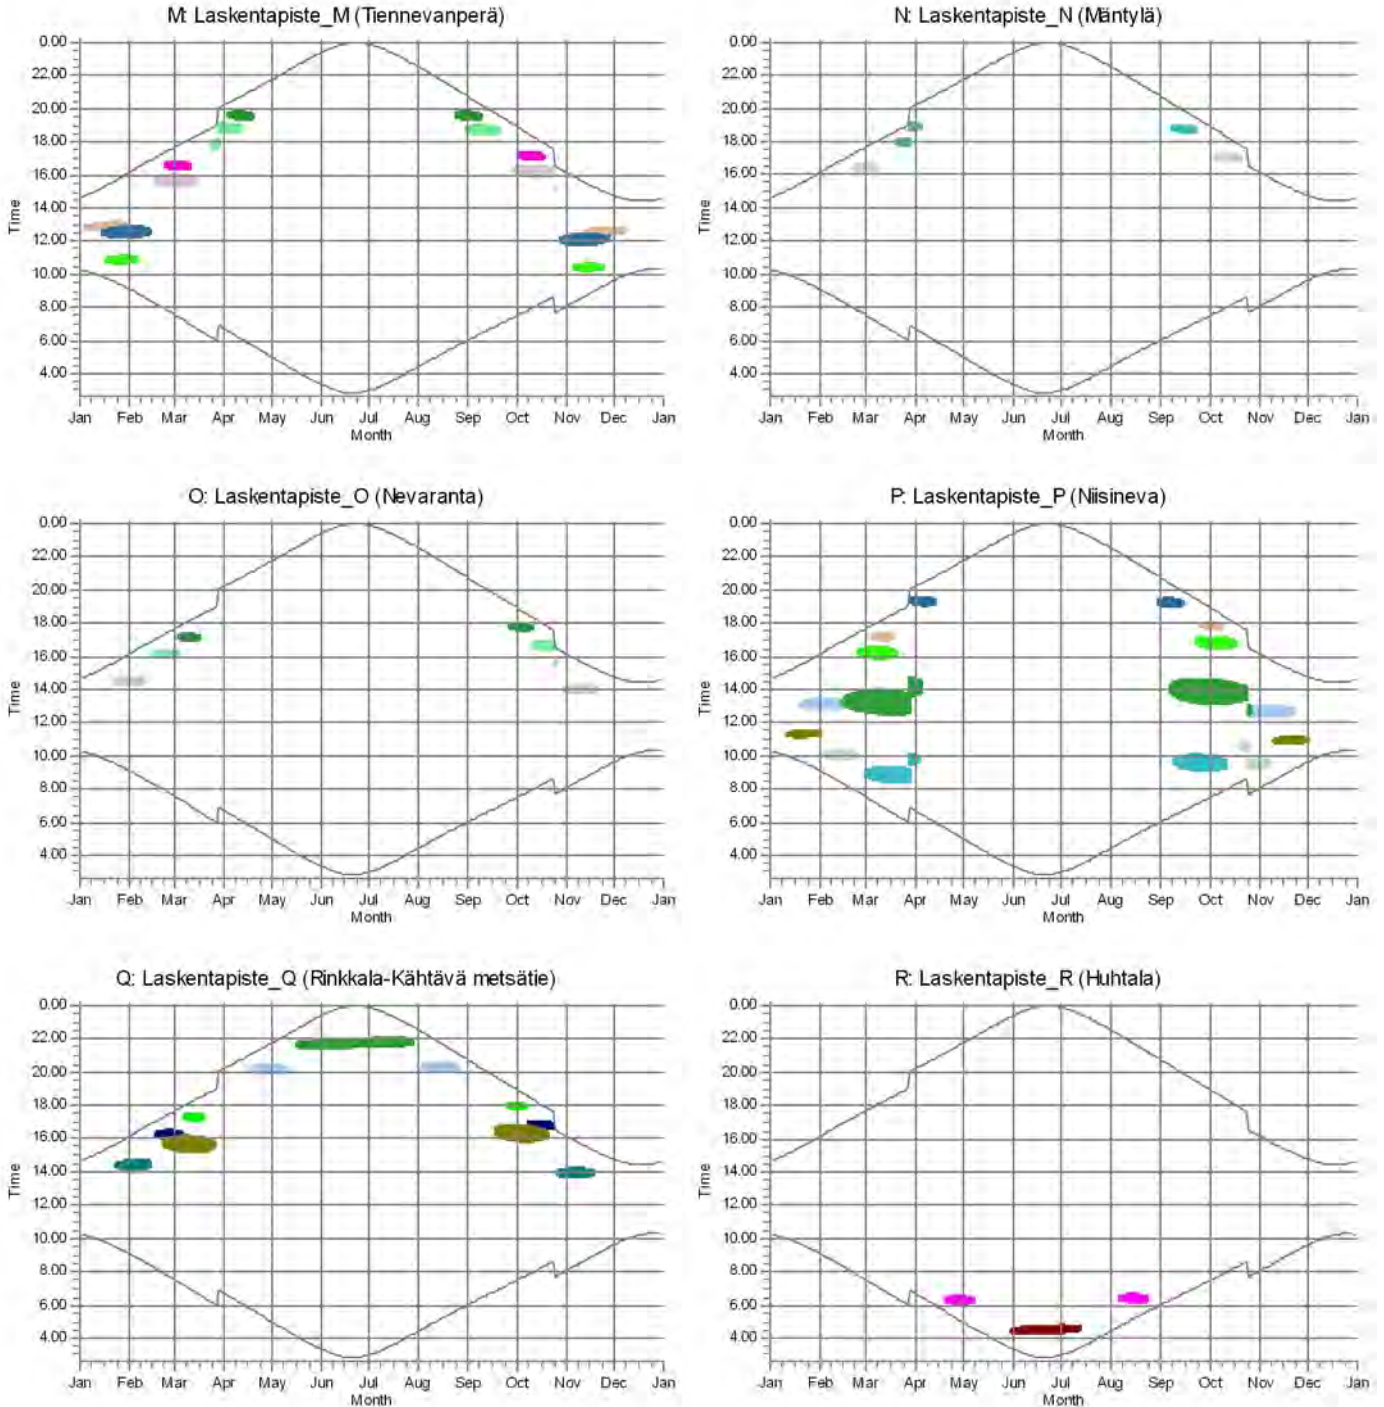 M: Laskentapiste_M (Tiennevanperä)
0.00
22.00
20.00
18.00
16.00
14.00
12.00
10.00
8.00
6.00
4.00
Time
Jan Feb Mar Apr May Jun Jul Aug Sep Oct Nov Dec Jan
Month
N: Laskentapiste_N (Mäntylä)
0.00
22.00
20.00
18.00
16.00
14.00
12.00
10.00
8.00
6.00
4.00
Time
Jan Feb Mar Apr May Jun Jul Aug Sep Oct Nov Dec Jan
Month
O: Laskentapiste_O (Nevaranta)
0.00
22.00
20.00
18.00
16.00
14.00
12.00
10.00
8.00
6.00
4.00
Time
Jan Feb Mar Apr May Jun Jul Aug Sep Oct Nov Dec Jan
Month
P: Laskentapiste_P (Niisineva)
0.00
22.00
20.00
18.00
16.00
14.00
12.00
10.00
8.00
6.00
4.00
Time
Jan Feb Mar Apr May Jun Jul Aug Sep Oct Nov Dec Jan
Month
Q: Laskentapiste_Q (Rinkkala-Kähtävä metsätie)
0.00
22.00
20.00
18.00
16.00
14.00
12.00
10.00
8.00
6.00
4.00
Time
Jan Feb Mar Apr May Jun Jul Aug Sep Oct Nov Dec Jan
Month
R: Laskentapiste_R (Huhtala)
0.00
22.00
20.00
18.00
16.00
14.00
12.00
10.00
8.00
6.00
4.00
Time
Jan Feb Mar Apr May Jun Jul Aug Sep Oct Nov Dec Jan
Month